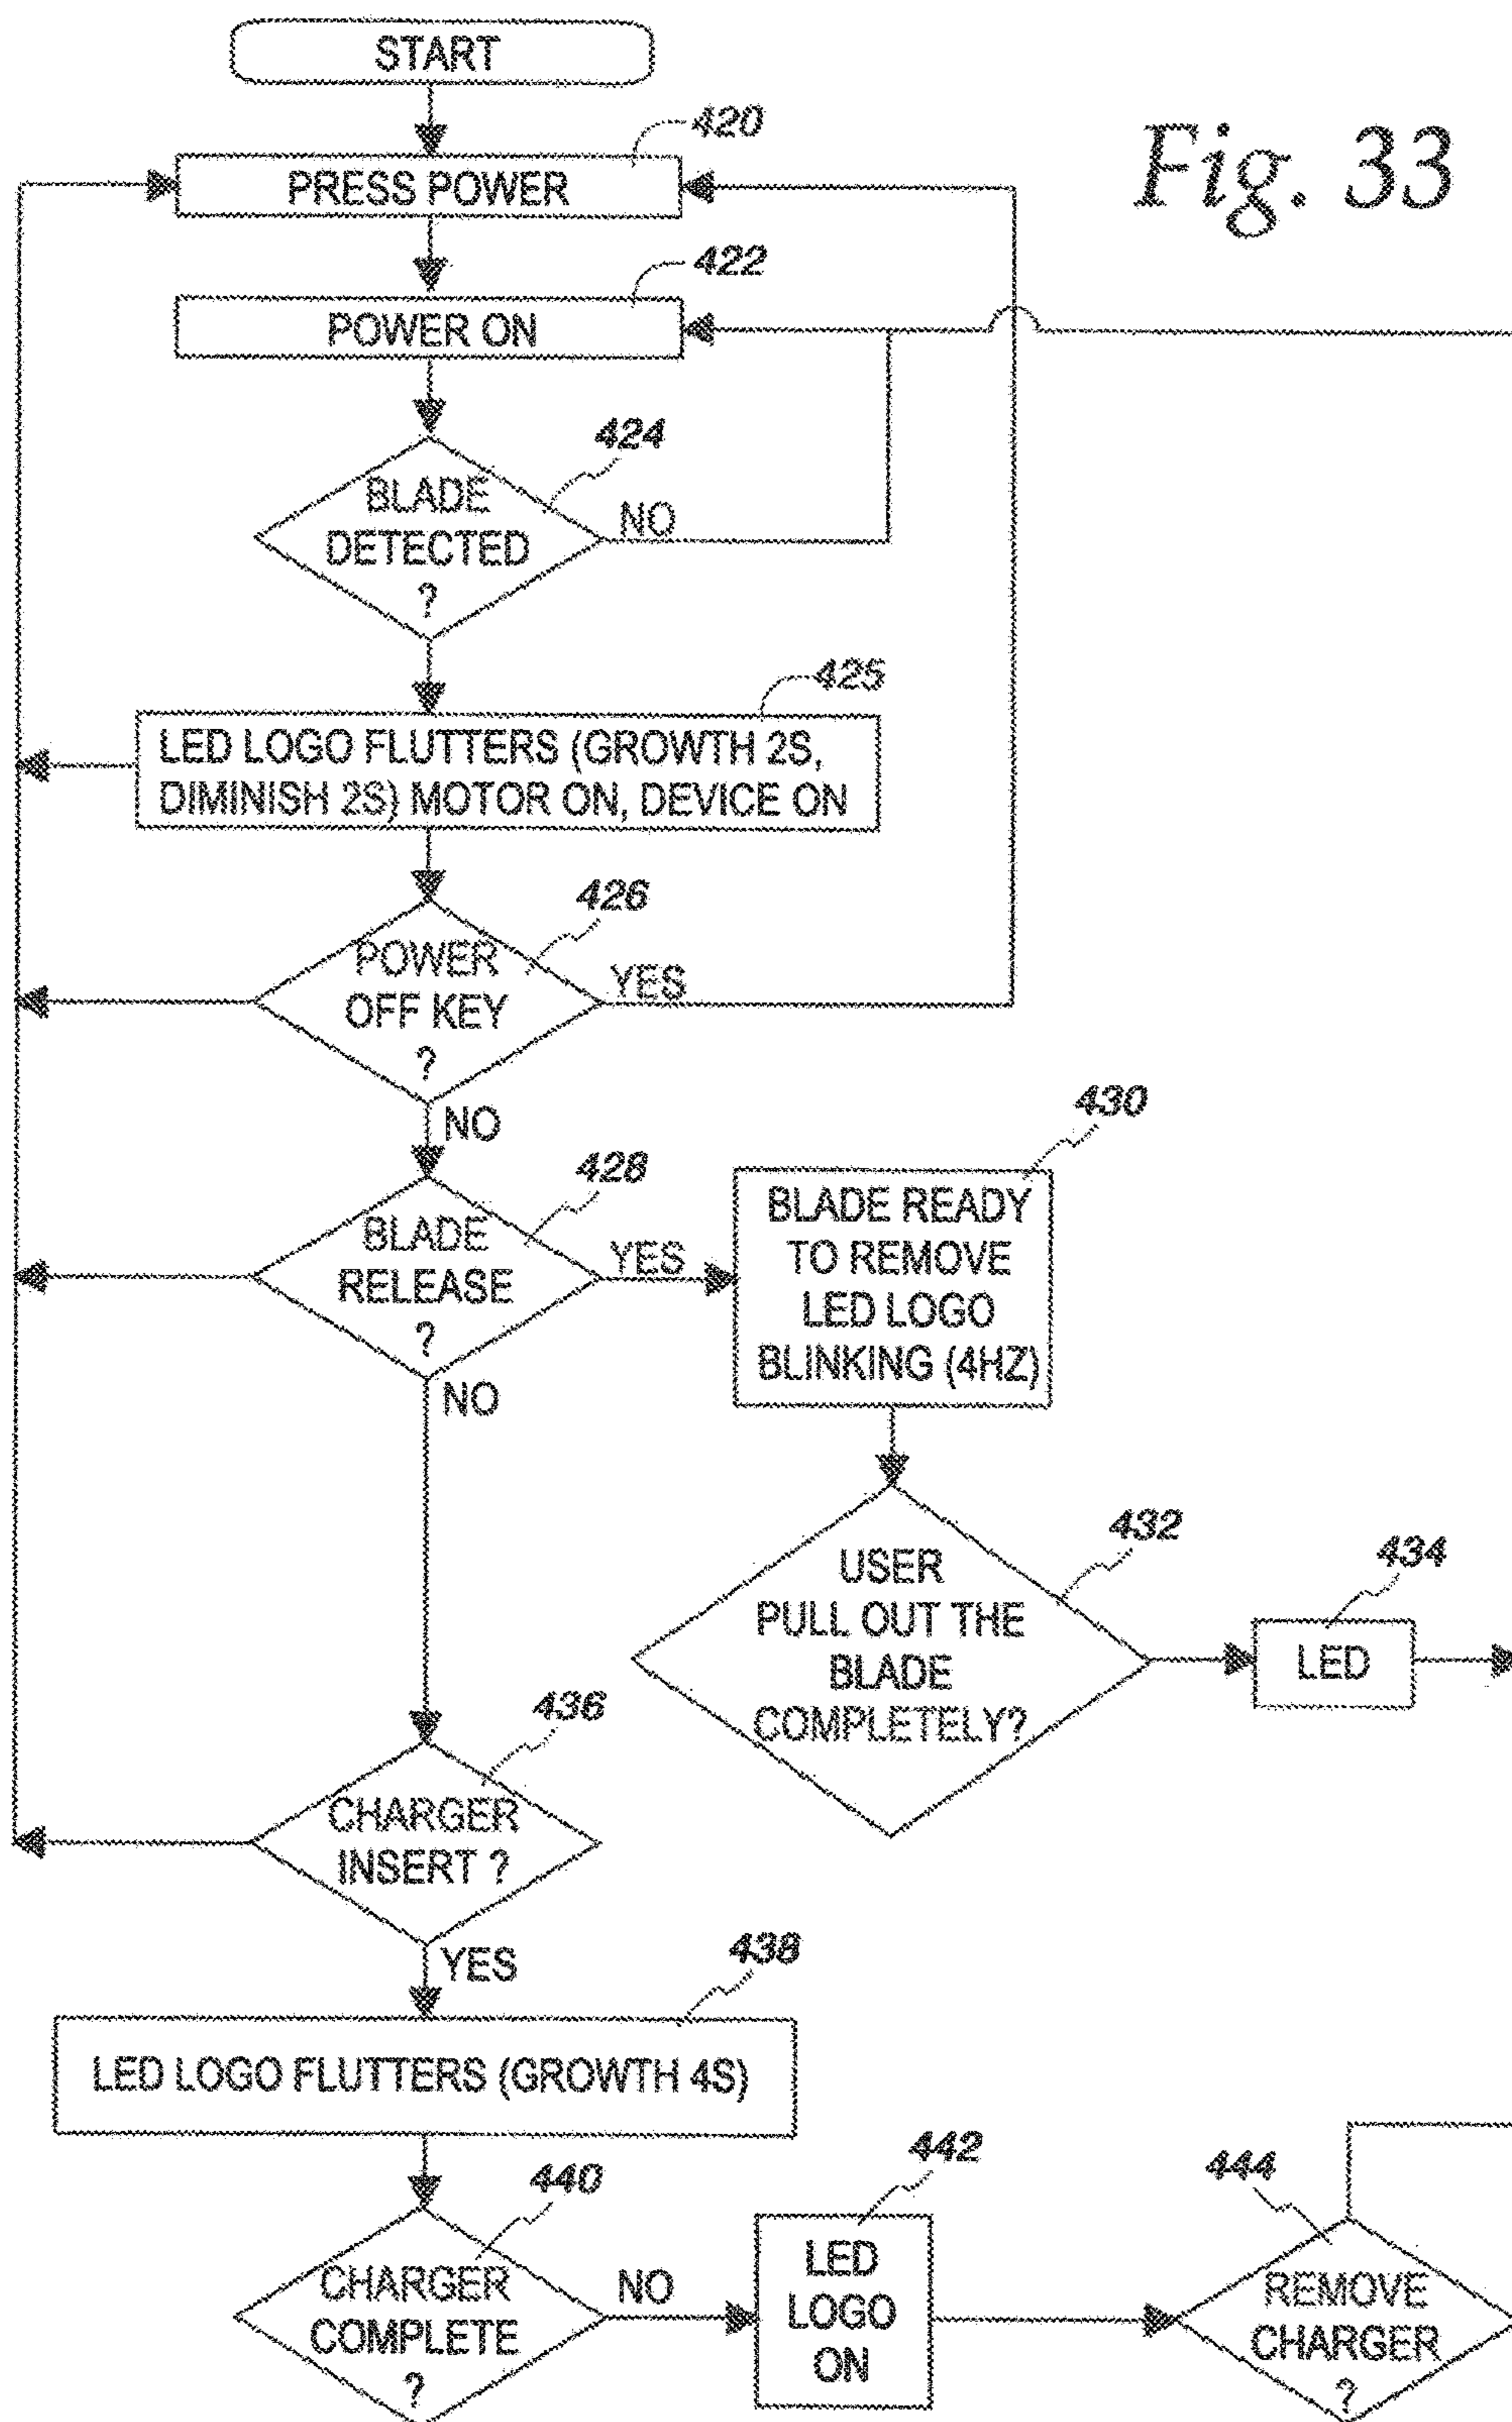 START
Fig. 33
420
PRESS POWER
422
POWER ON
424
BLADE
DETECTED
?
NO
425
LED LOGO FLUTTERS (GROWTH 2S,
DIMINISH 2S) MOTOR ON, DEVICE ON
426
POWER
OFF KEY
?
YES
NO
428
BLADE
RELEASE
?
YES
NO
430
BLADE READY
TO REMOVE
LED LOGO
BLINKING (4HZ)
432
USER
PULL OUT THE
BLADE
COMPLETELY?
434
LED
436
CHARGER
INSERT ?
YES
438
LED LOGO FLUTTERS (GROWTH 4S)
440
CHARGER
COMPLETE
?
NO
442
LED
LOGO
ON
444
REMOVE
CHARGER
?